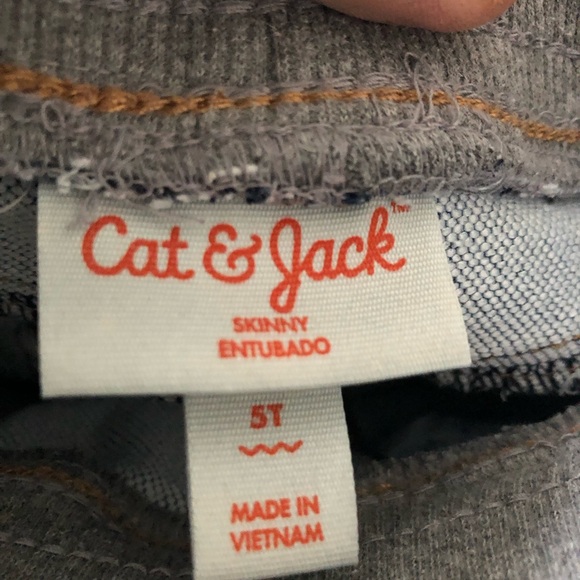 Cat & Jack™
SKINNY
ENTUBADO
5T
MADE IN
VIETNAM